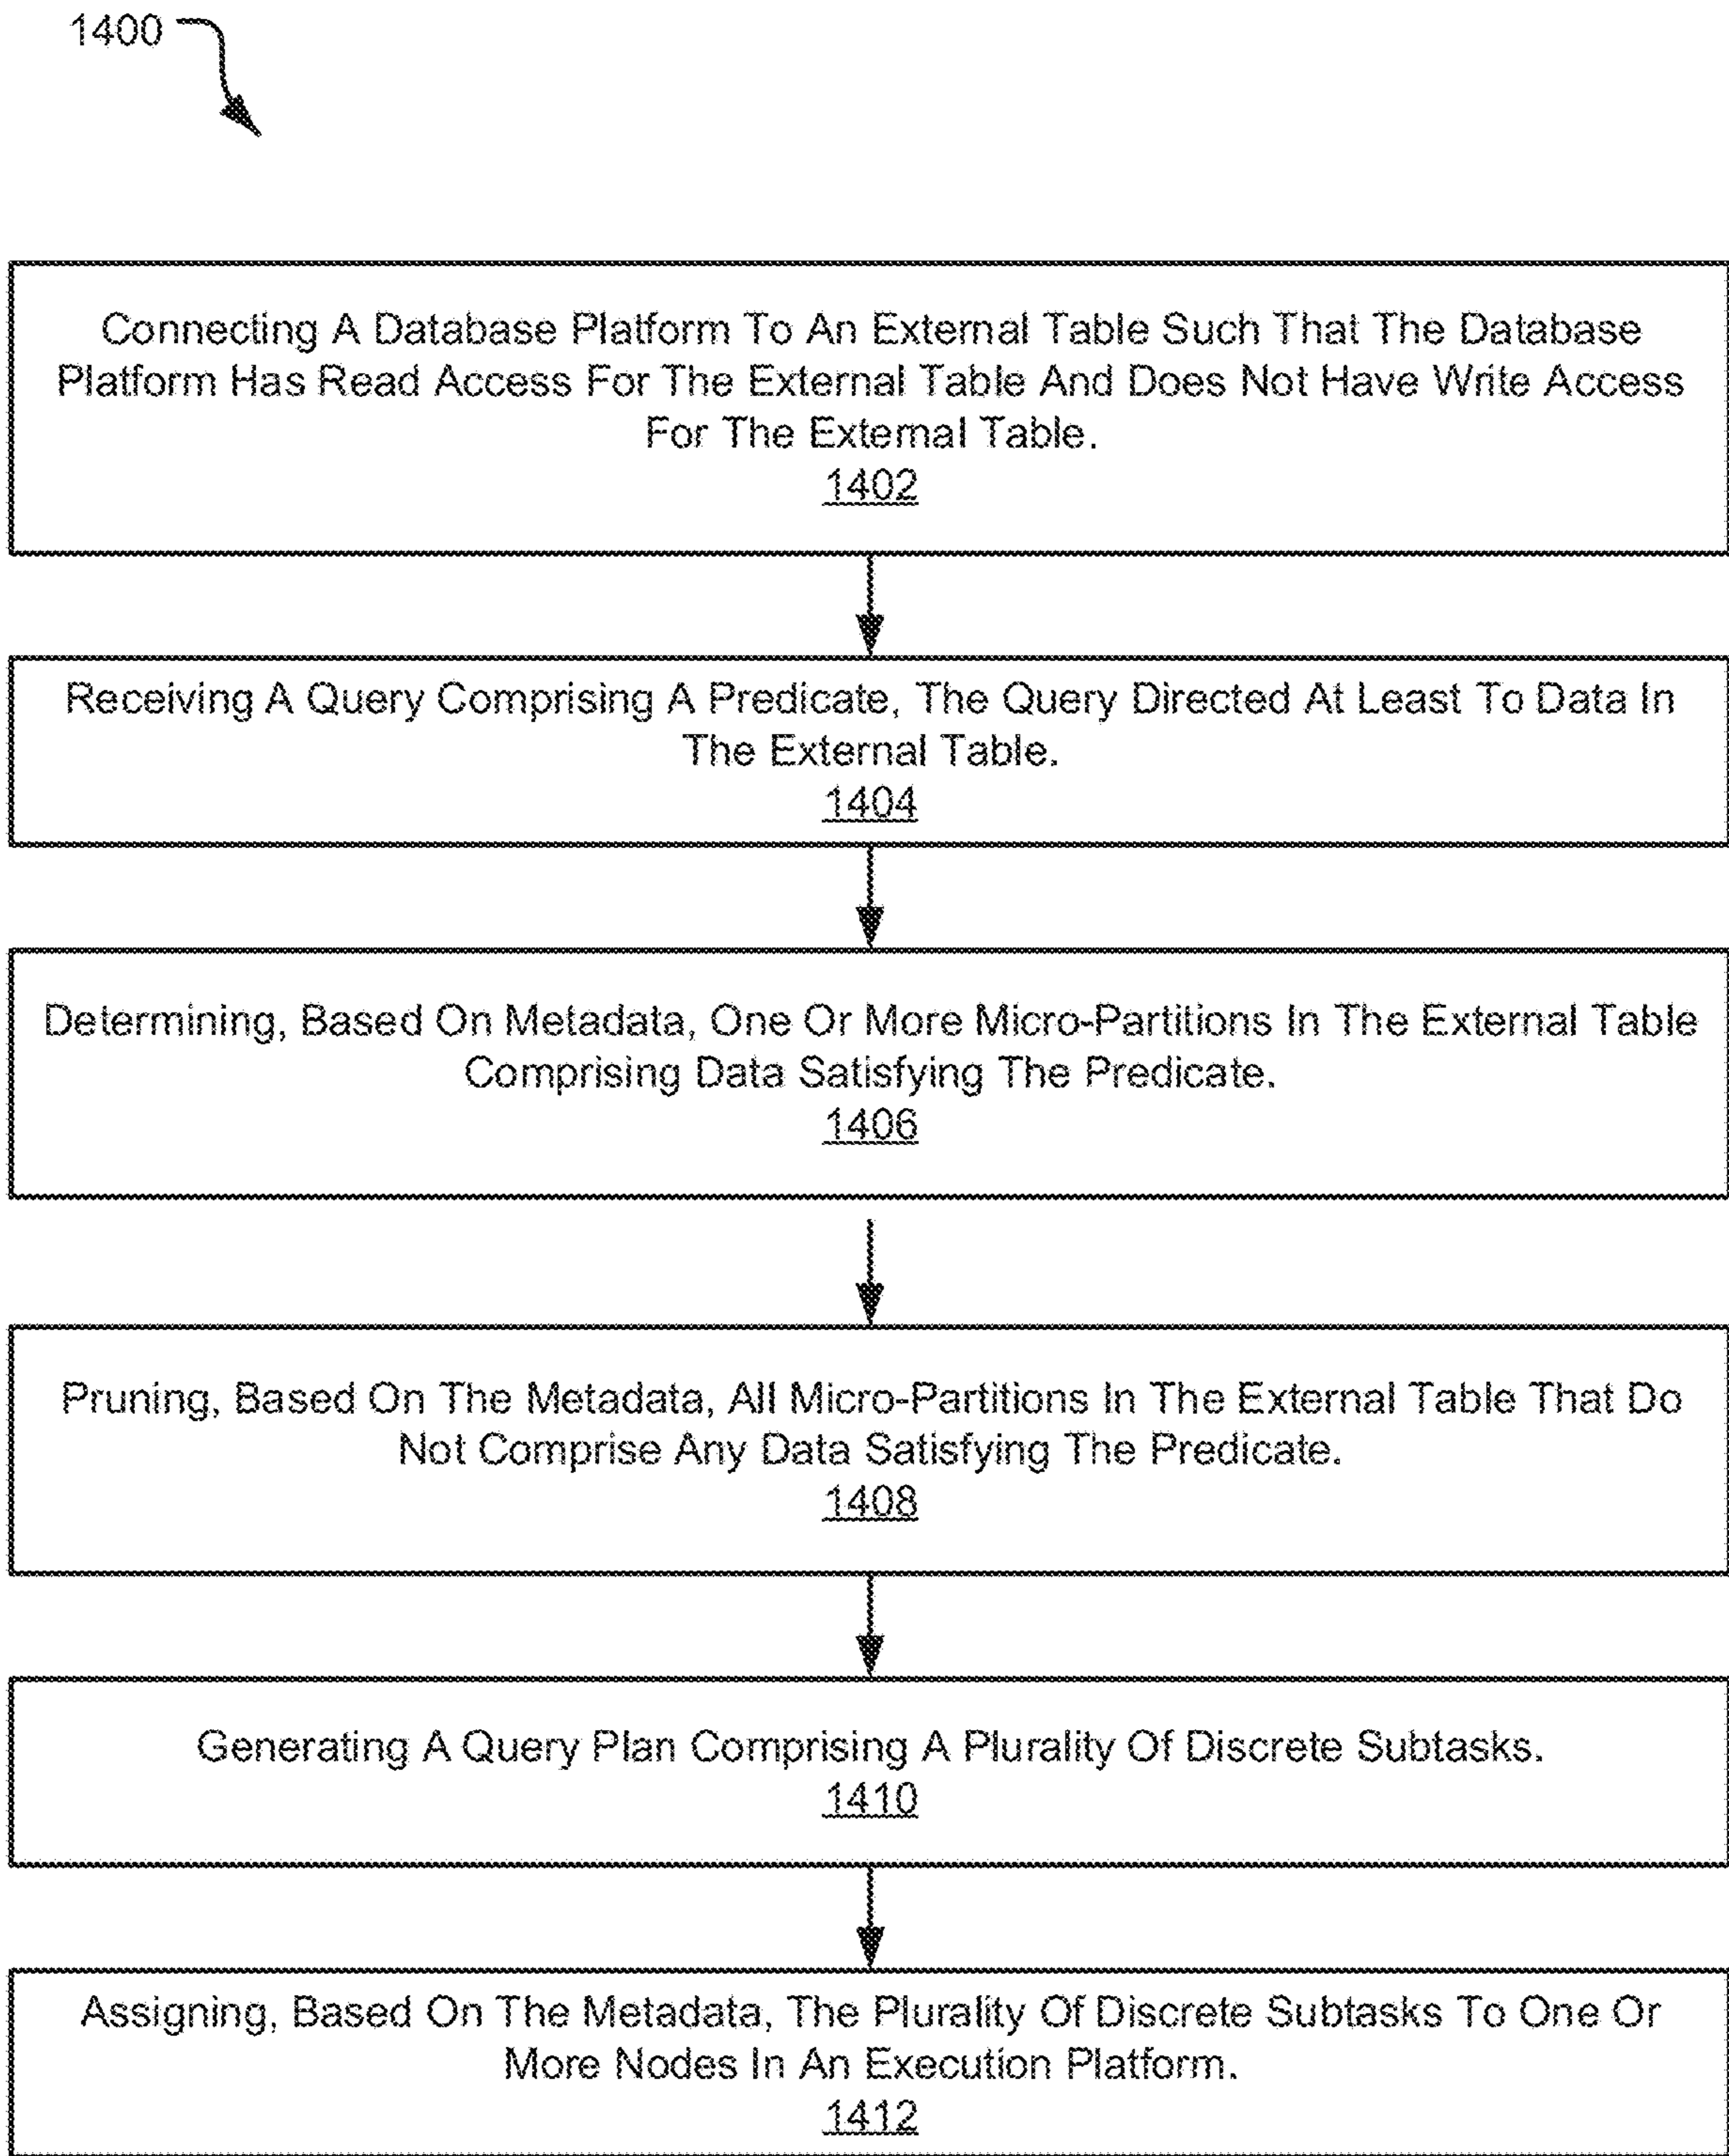 1400
Connecting A Database Platform To An External Table Such That The Database
Platform Has Read Access For The External Table And Does Not Have Write Access
For The External Table.
1402
Receiving A Query Comprising A Predicate, The Query Directed At Least To Data In
The External Table.
1404
Determining, Based On Metadata, One Or More Micro-Partitions In The External Table
Comprising Data Satisfying The Predicate.
1406
Pruning, Based On The Metadata, All Micro-Partitions In The External Table That Do
Not Comprise Any Data Satisfying The Predicate.
1408
Generating A Query Plan Comprising A Plurality Of Discrete Subtasks.
1410
Assigning, Based On The Metadata, The Plurality Of Discrete Subtasks To One Or
More Nodes In An Execution Platform.
1412